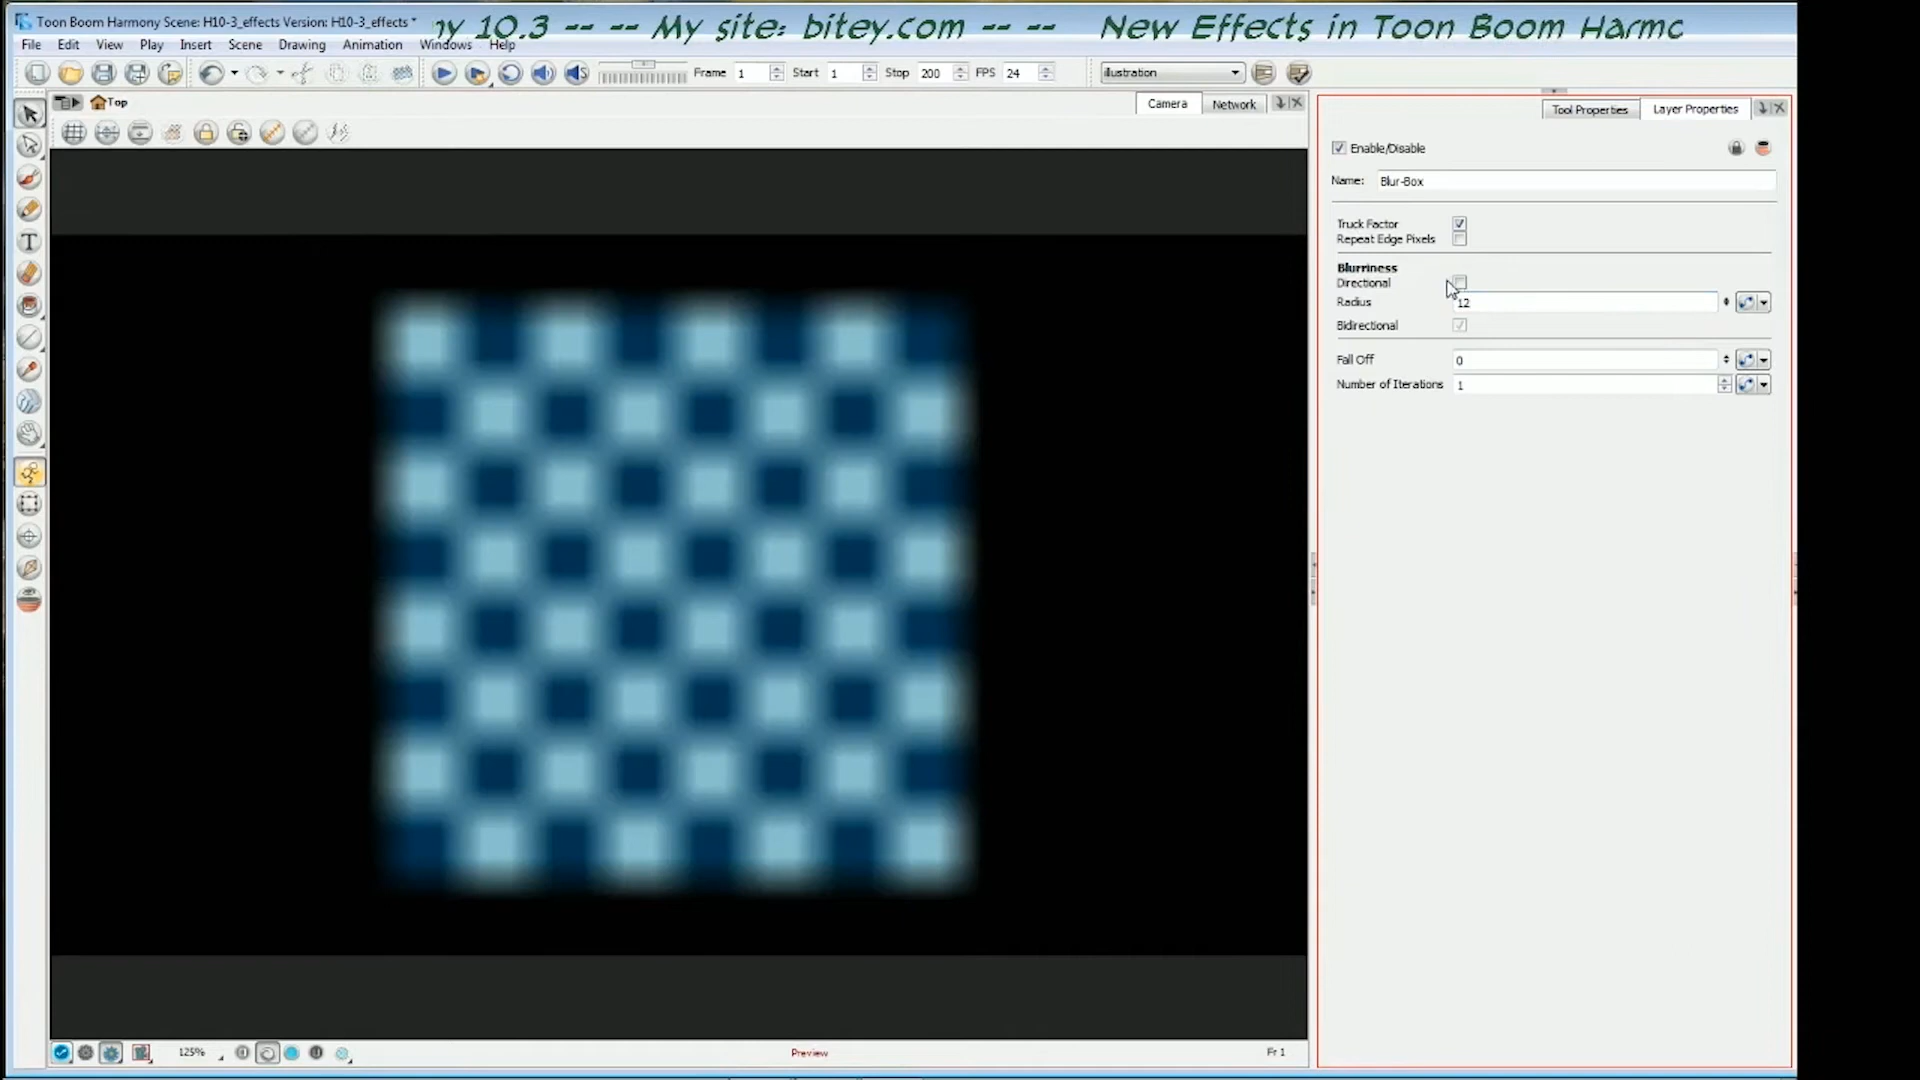 Toon Boom Harmony Scene: H10-3_effects Version: H10-3_effects *
y 10.3 -- -- My site: bitey.com -- -- New Effects in Toon Boom Harmo
File Edit View Play Insert Scene Drawing Animation Windows Help
Frame 1 Start 1 Stop 200 FPS 24 illustration
Top Camera Network
Tool Properties Layer Properties
Enable/Disable
Name: Blur-Box
Truck Factor
Repeat Edge Pixels
Blurriness
Directional
Radius 12
Bidirectional
Fall Off 0
Number of Iterations 1
T
125% Preview Fr 1